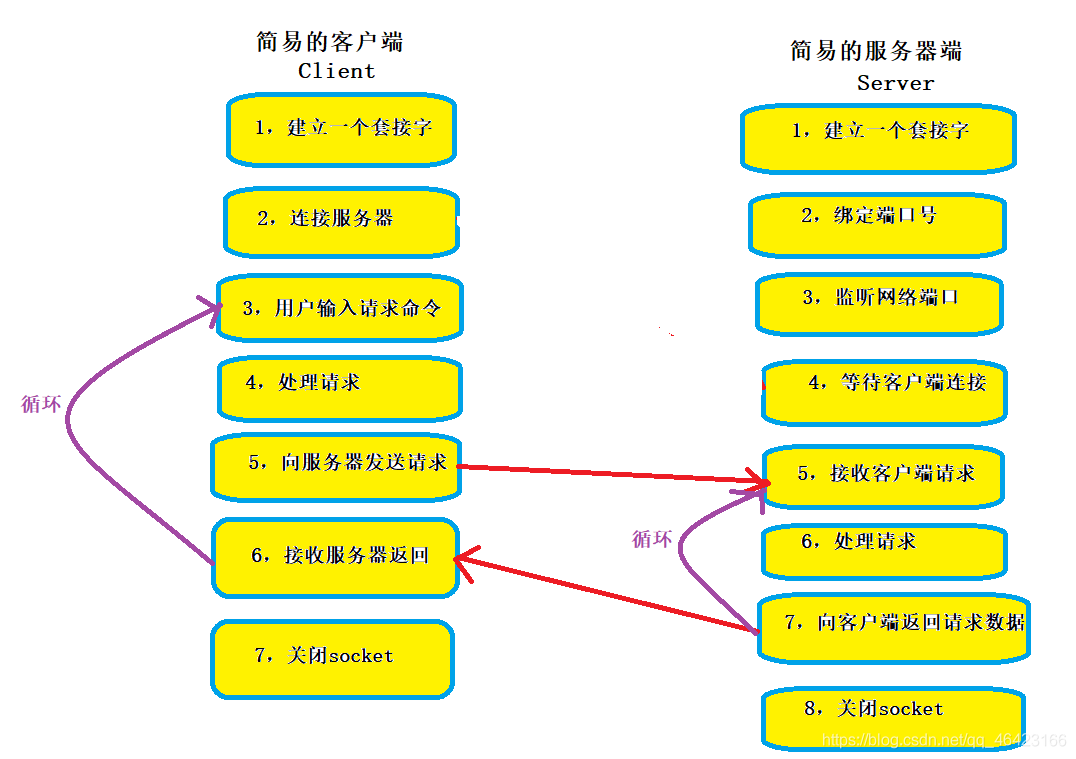 简易的客户端
Client
1，建立一个套接字
2，连接服务器
3，用户输入请求命令
4，处理请求
5，向服务器发送请求
6，接收服务器返回
7，关闭socket
循环
简易的服务器端
Server
1，建立一个套接字
2，绑定端口号
3，监听网络端口
4，等待客户端连接
5，接收客户端请求
6，处理请求
7，向客户端返回请求数据
8，关闭socket
循环
https://blog.csdn.net/qq_46423166